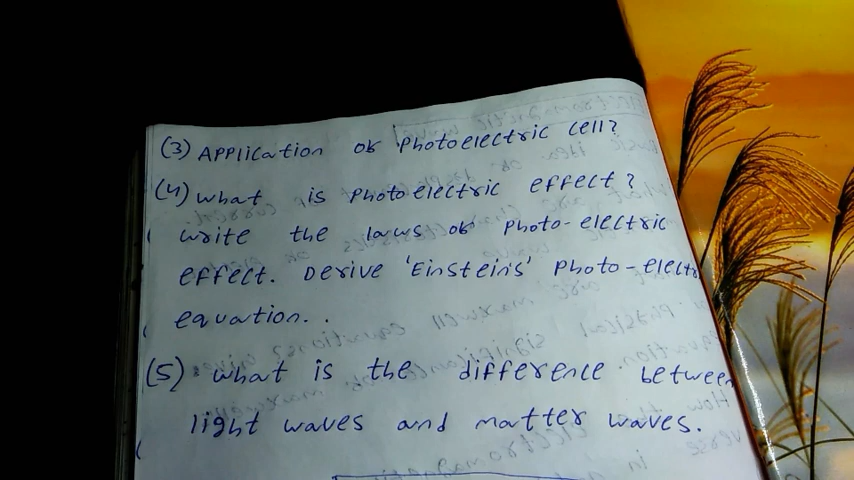 (3) Application of Photoelectric cell?
(4) what is Photoelectric effect?
write the laws of Photo-electric
effect. Derive 'Einsteins' Photo-electr
equation..
(5) what is the difference between
light waves and matter waves.